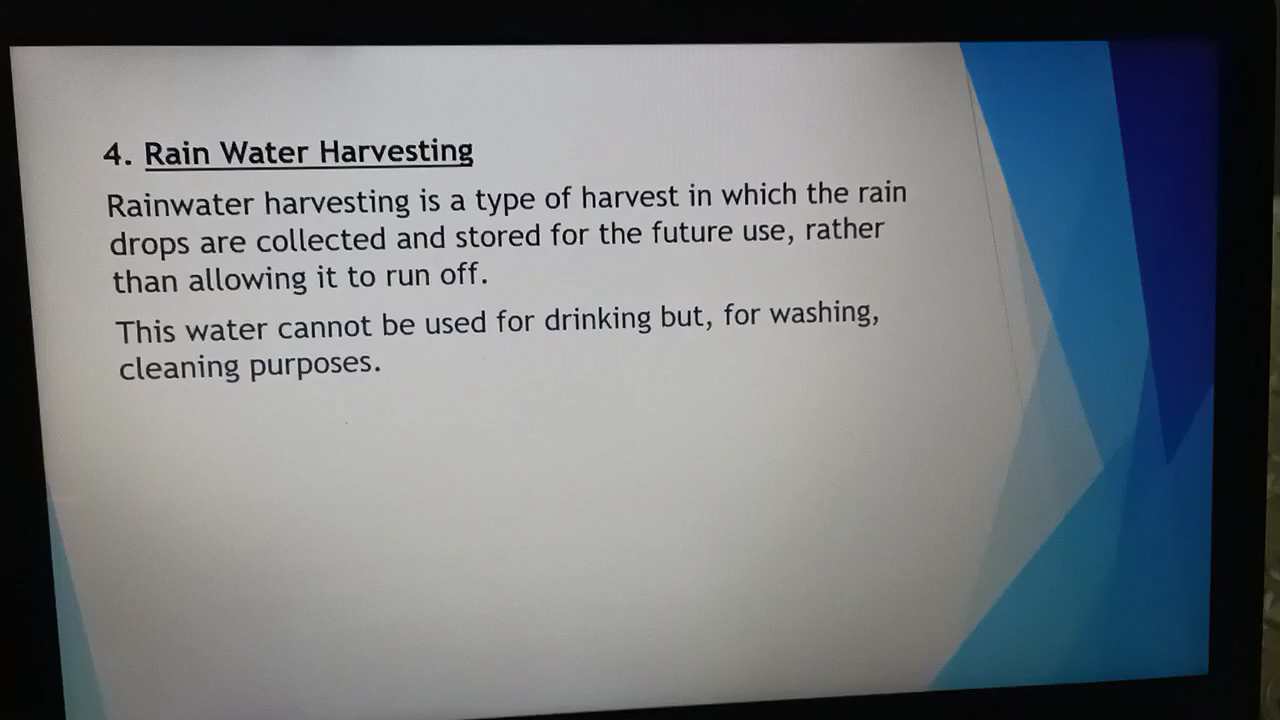 4. Rain Water Harvesting
Rainwater harvesting is a type of harvest in which the rain
drops are collected and stored for the future use, rather
than allowing it to run off.
This water cannot be used for drinking but, for washing,
cleaning purposes.